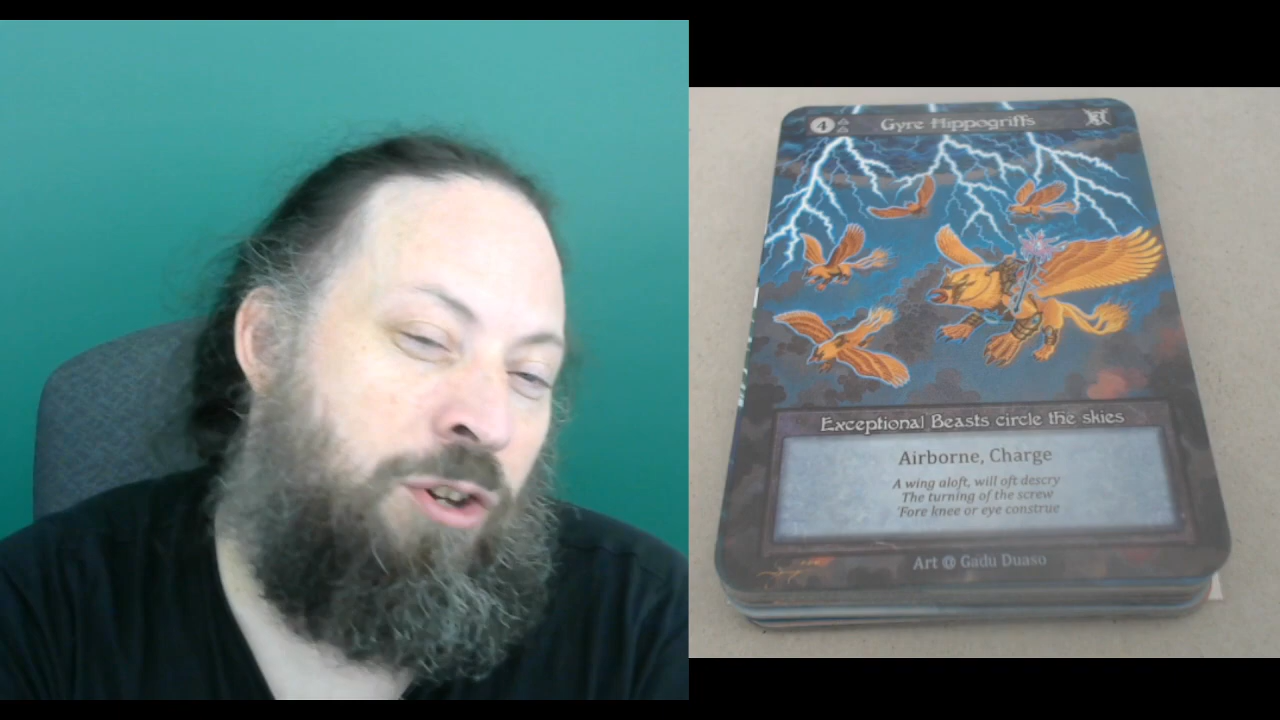 4 Gyre Hippogriffs
Exceptional Beasts circle the skies
Airborne, Charge
A wing aloft, will oft descry
The turning of the screw
'Fore knee or eye construe
Art @ Gadu Duaso